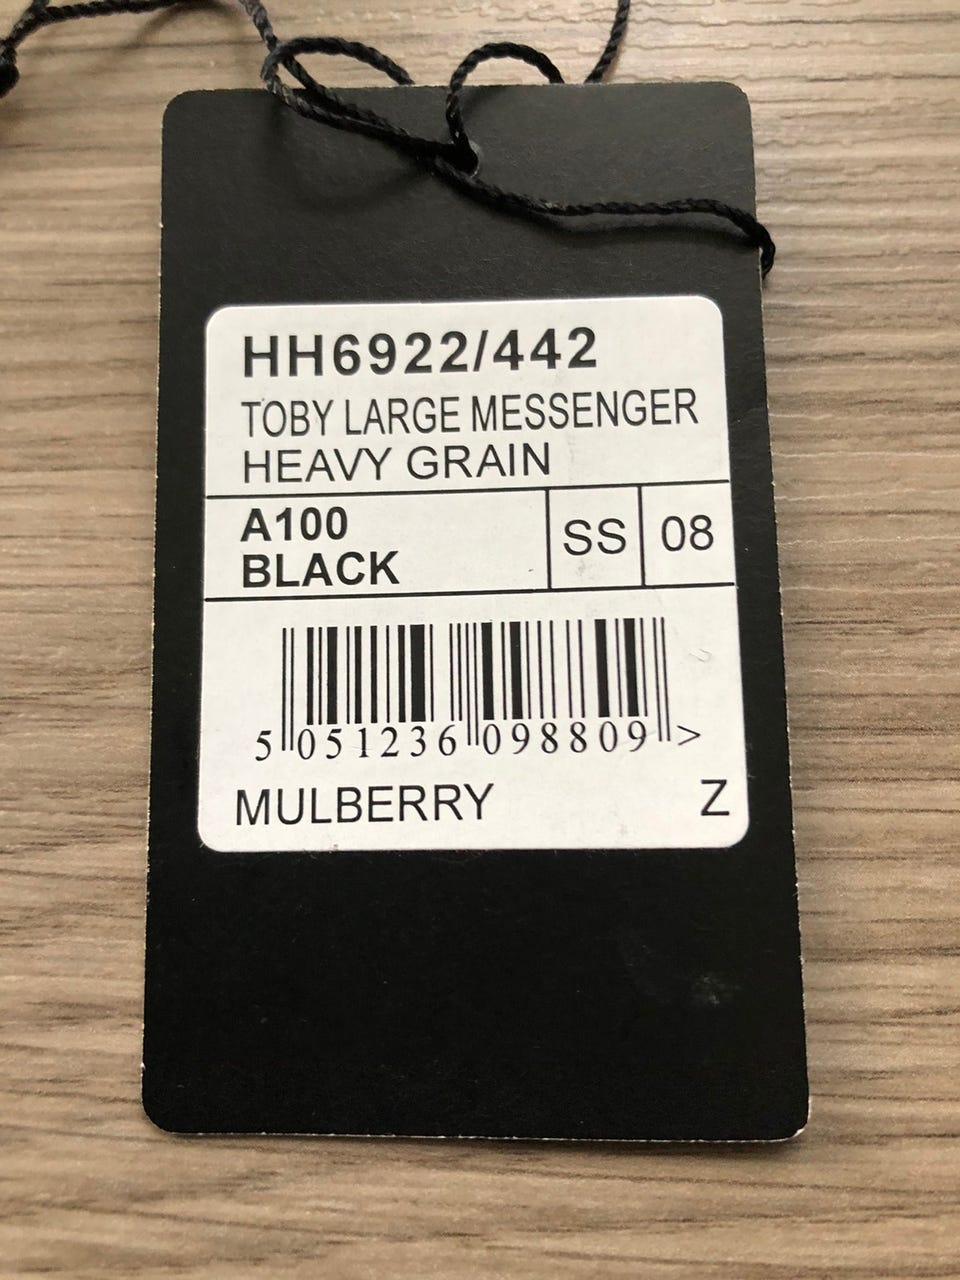 HH6922/442
TOBY LARGE MESSENGER
HEAVY GRAIN
A100
BLACK
SS
08
5 051236 098809 >
MULBERRY Z